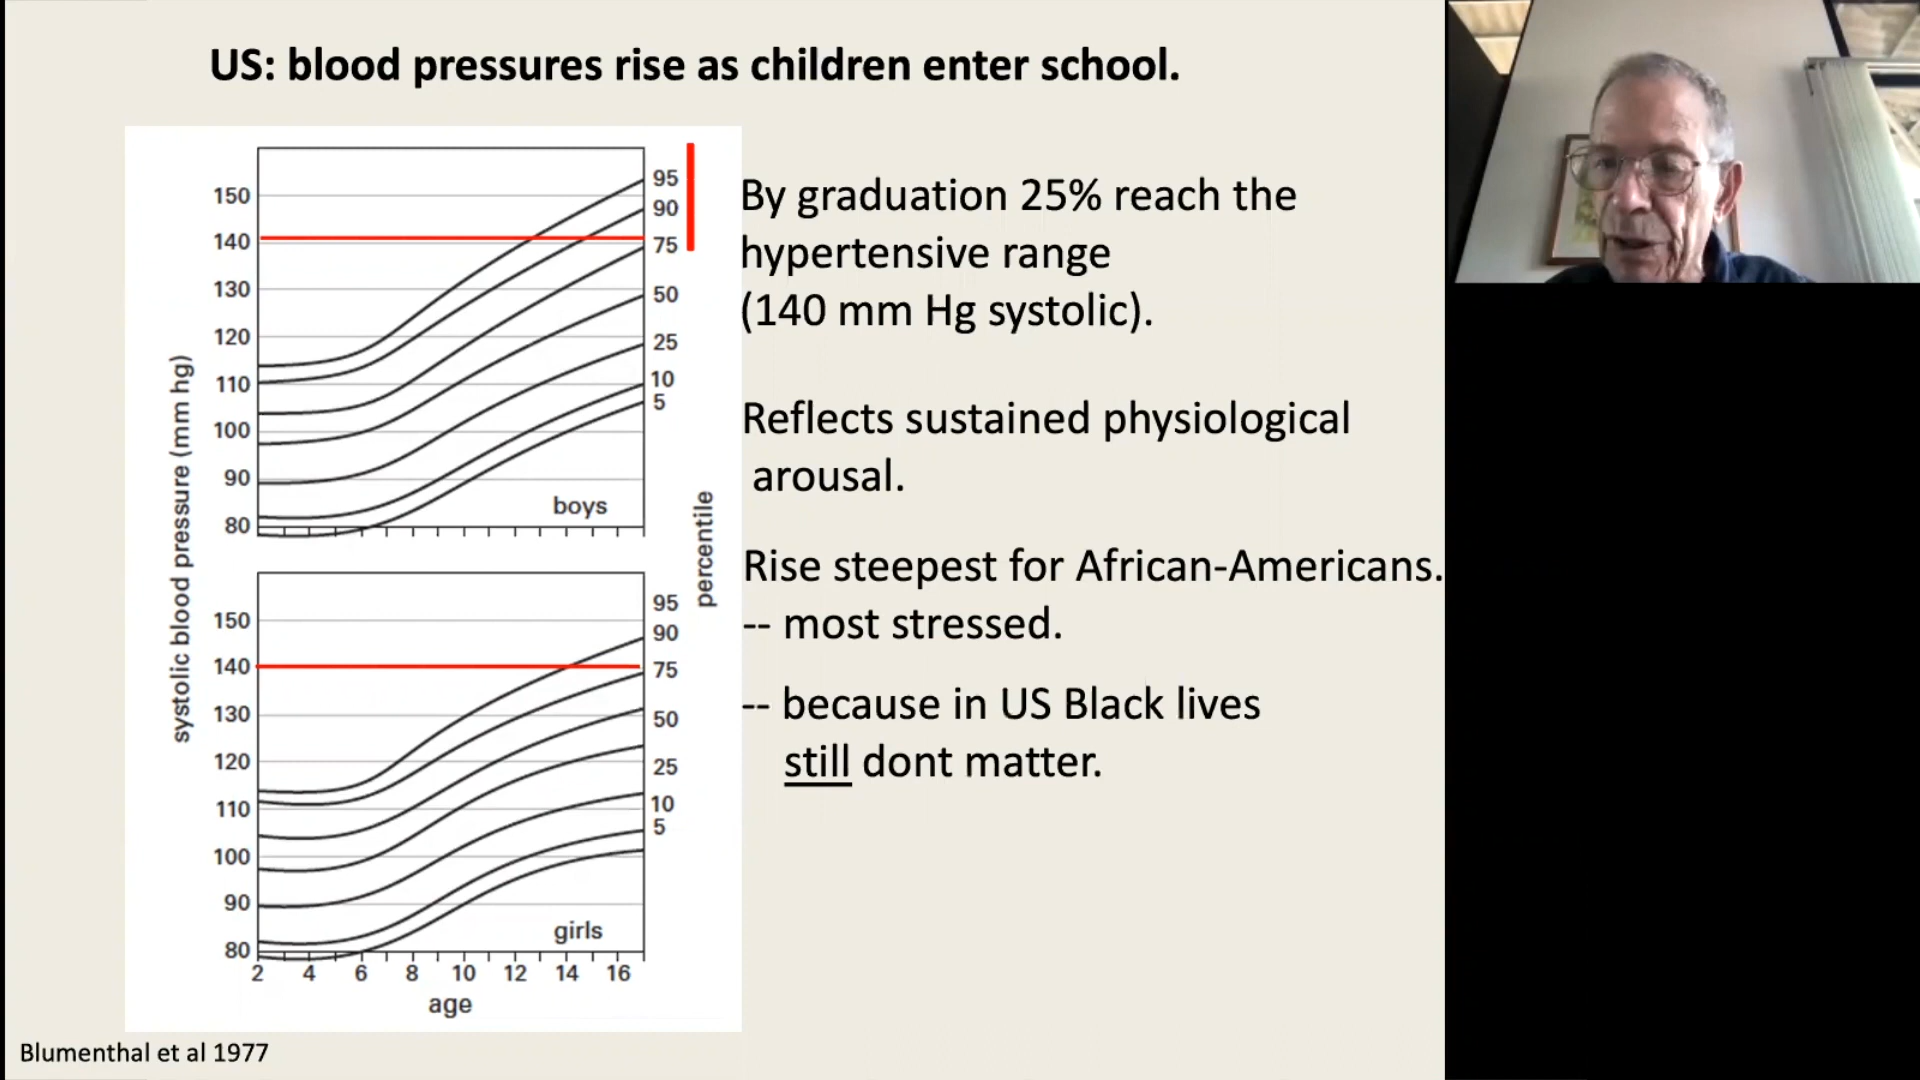 US: blood pressures rise as children enter school.
systolic blood pressure (mm hg)
150
140
130
120
110
100
90
80
95
90
75
50
25
10
5
boys
percentile
150
140
130
120
110
100
90
80
95
90
75
50
25
10
5
girls
2 4 6 8 10 12 14 16
age
By graduation 25% reach the
hypertensive range
(140 mm Hg systolic).
Reflects sustained physiological
arousal.
Rise steepest for African-Americans.
-- most stressed.
-- because in US Black lives
still dont matter.
Blumenthal et al 1977